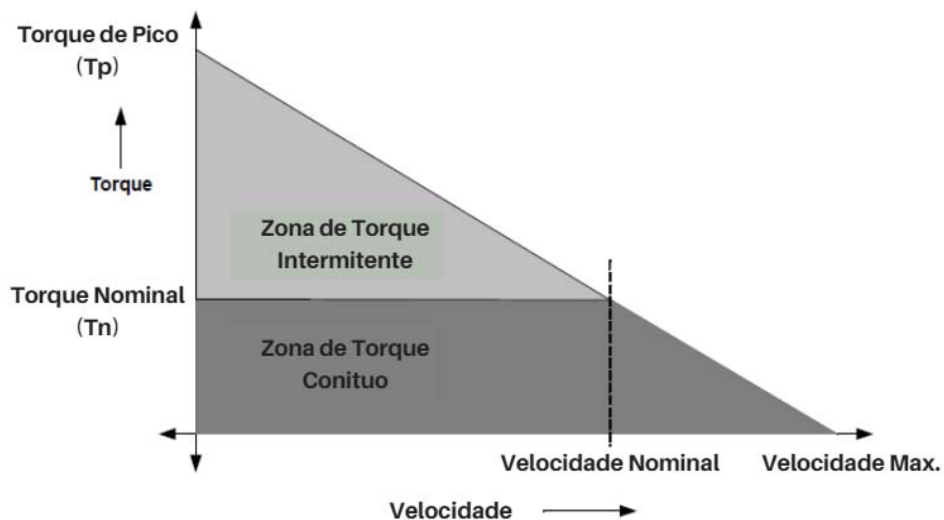 Torque de Pico
(Tp)
Torque
Zona de Torque
Intermitente
Torque Nominal
(Tn)
Zona de Torque
Conituo
Velocidade Nominal
Velocidade Max.
Velocidade